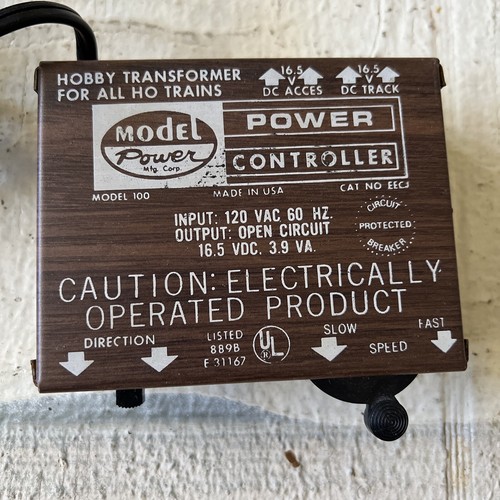 HOBBY TRANSFORMER
FOR ALL HO TRAINS
16.5
V
DC ACCES
16.5
V
DC TRACK
MODEL
Power
Mfg. Corp.
POWER
CONTROLLER
MODEL 100
MADE IN USA
CAT NO EECJ
INPUT: 120 VAC 60 HZ.
OUTPUT: OPEN CIRCUIT
16.5 VDC. 3.9 VA.
CIRCUIT
PROTECTED
BREAKER
CAUTION: ELECTRICALLY
OPERATED PRODUCT
DIRECTION
LISTED
889B
E 31167
UL
®
SLOW
SPEED
FAST